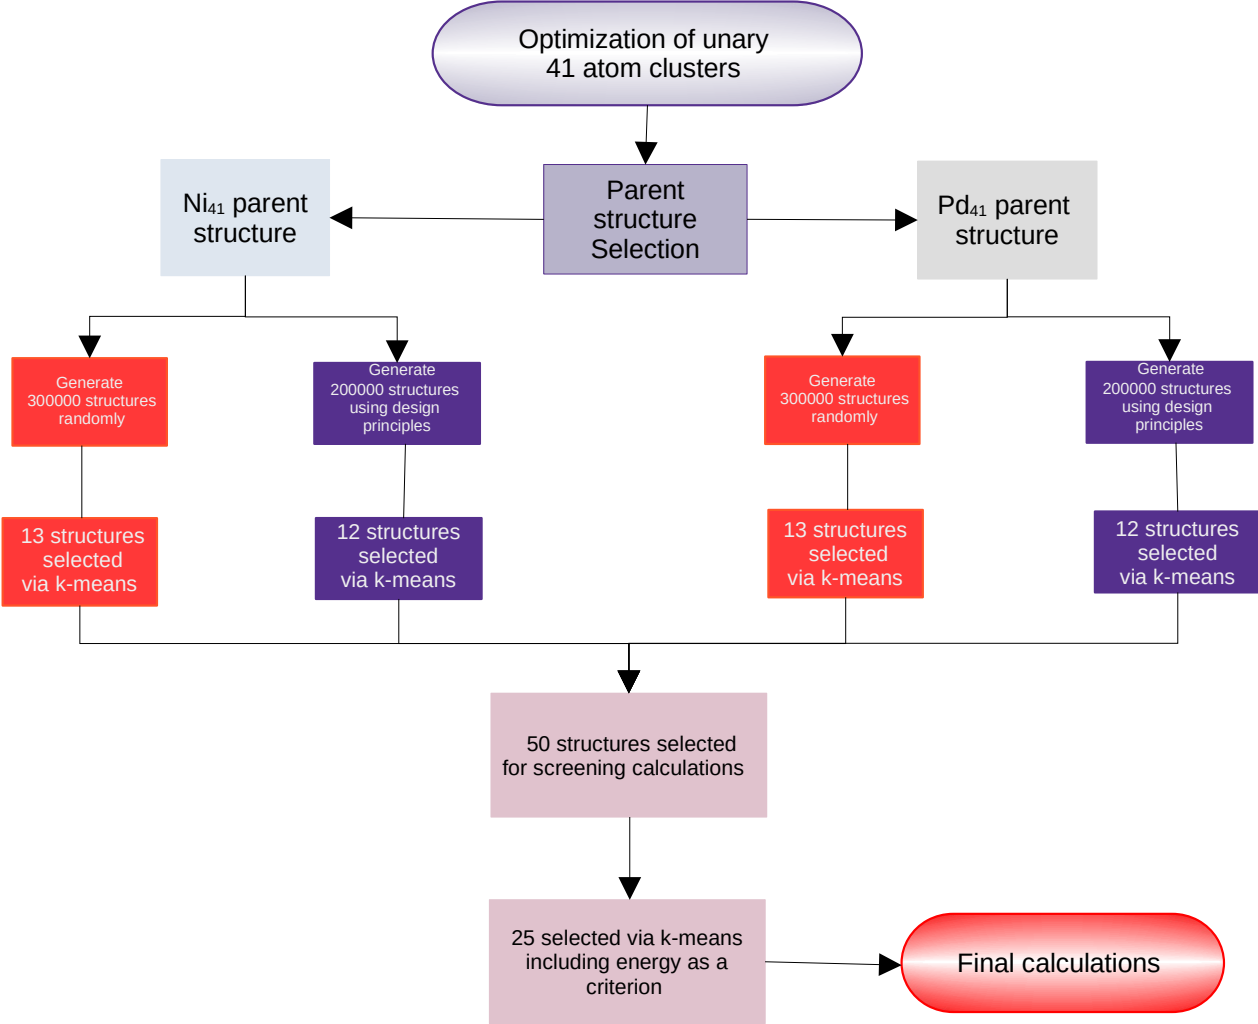 Optimization of unary
41 atom clusters
Ni₄₁ parent
structure
Parent
structure
Selection
Pd₄₁ parent
structure
Generate
300000 structures
randomly
Generate
200000 structures
using design
principles
Generate
300000 structures
randomly
Generate
200000 structures
using design
principles
13 structures
selected
via k-means
12 structures
selected
via k-means
13 structures
selected
via k-means
12 structures
selected
via k-means
50 structures selected
for screening calculations
25 selected via k-means
including energy as a
criterion
Final calculations